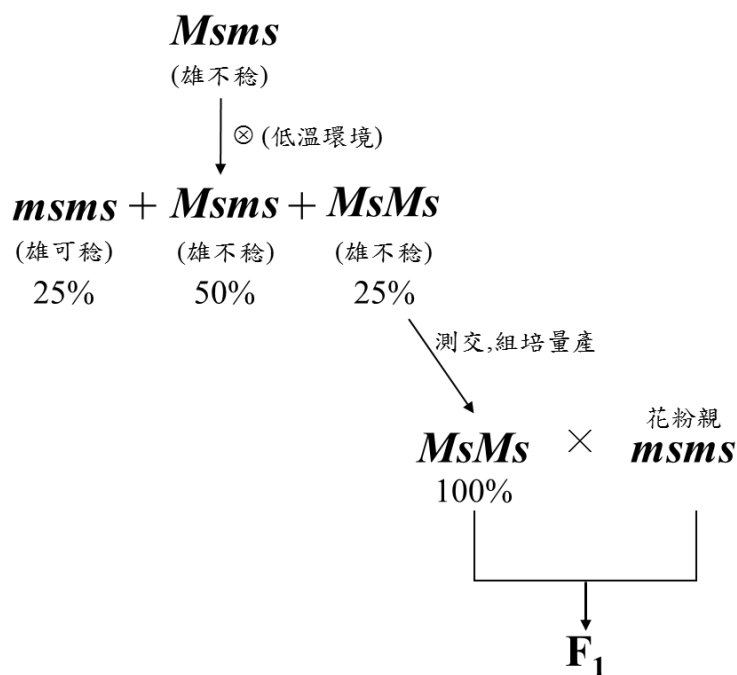 Msms
(雄不稔)
⊗ (低溫環境)
msms + Msms + MsMs
(雄可稔) (雄不稔) (雄不稔)
25% 50% 25%
測交,組培量產
花粉親
MsMs × msms
100%
F₁